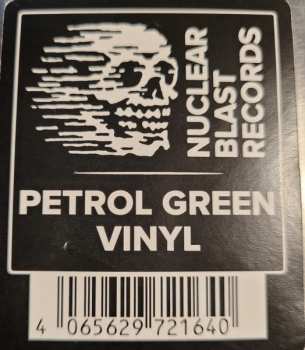 NUCLEAR
BLAST
RECORDS
PETROL GREEN
VINYL
4 065629 721640